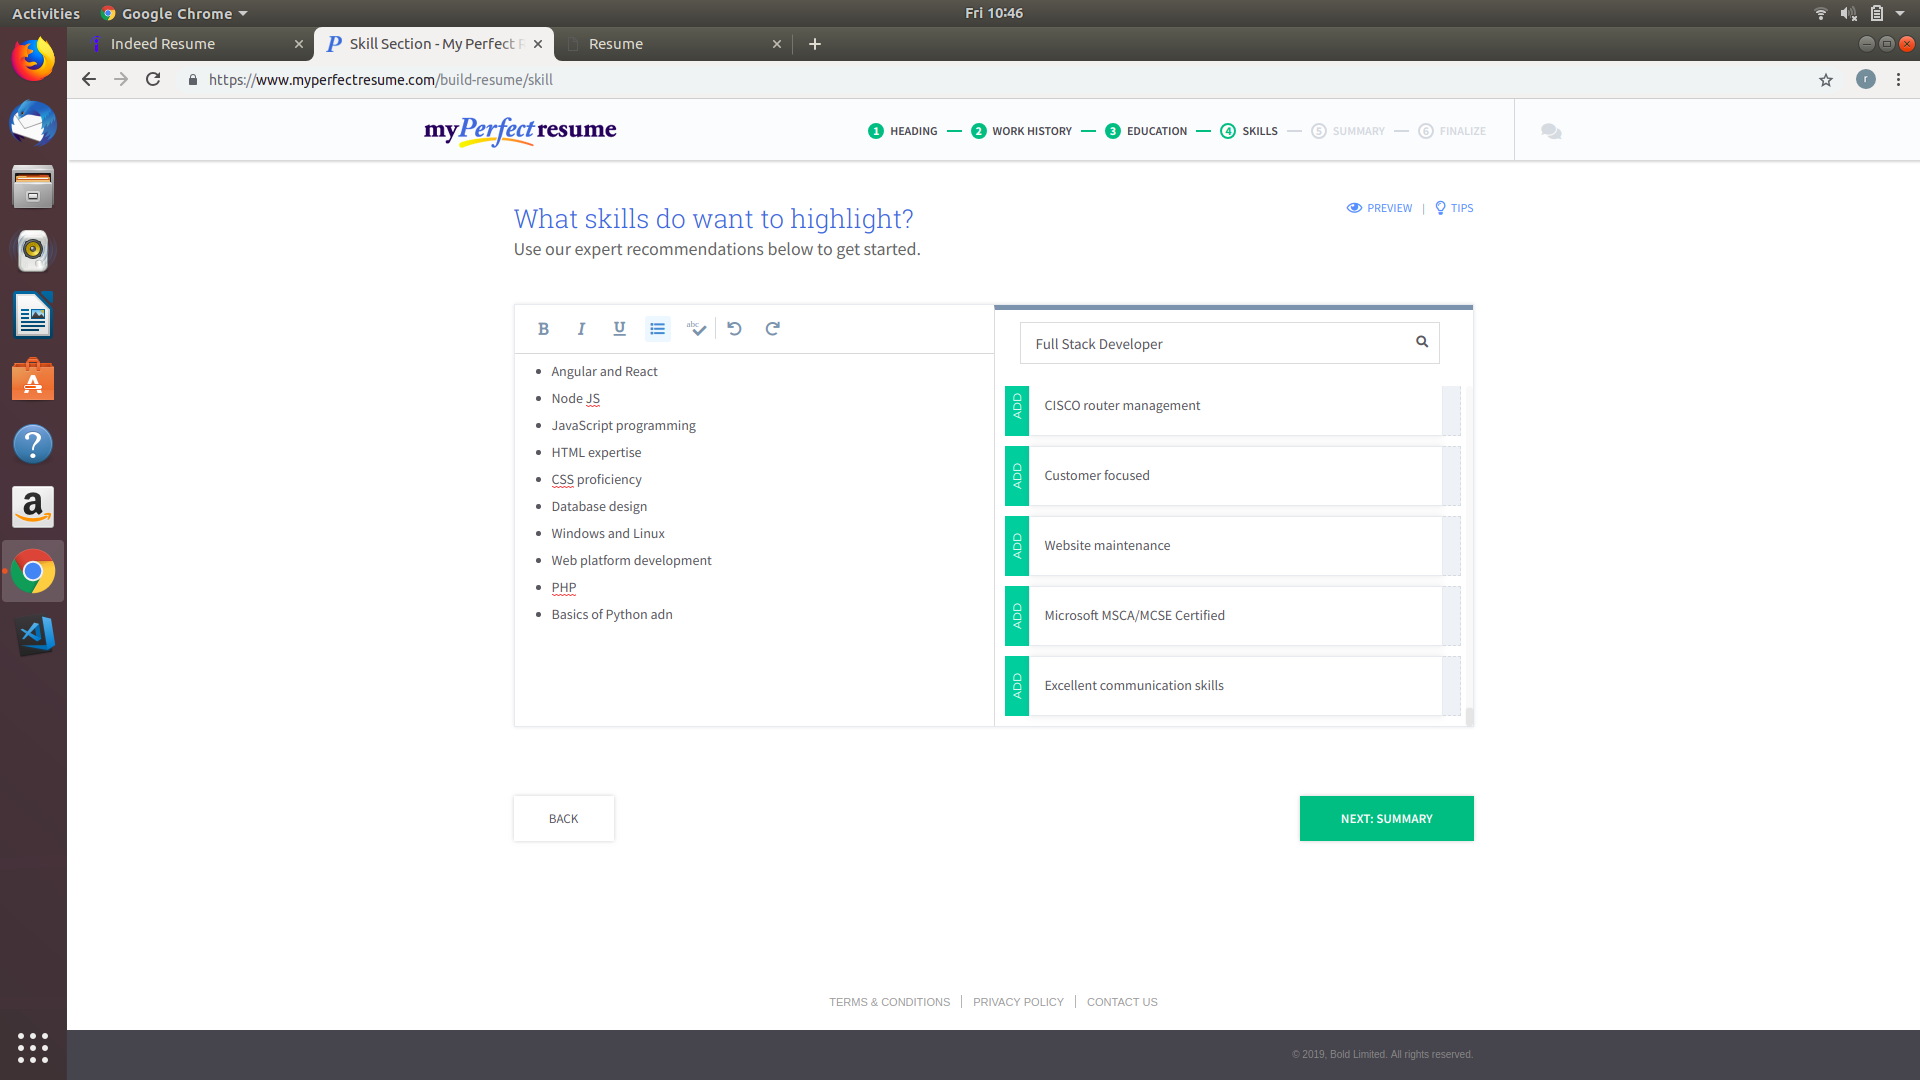 Activities
Google Chrome
Fri 10:46
Indeed Resume
Skill Section - My Perfect R
Resume
https://www.myperfectresume.com/build-resume/skill
r
myPerfectresume
1 HEADING
2 WORK HISTORY
3 EDUCATION
4 SKILLS
5 SUMMARY
6 FINALIZE
What skills do want to highlight?
PREVIEW | TIPS
Use our expert recommendations below to get started.
B I U abc
Full Stack Developer
Angular and React
Node JS
JavaScript programming
HTML expertise
CSS proficiency
Database design
Windows and Linux
Web platform development
PHP
Basics of Python adn
ADD CISCO router management
ADD Customer focused
ADD Website maintenance
ADD Microsoft MSCA/MCSE Certified
ADD Excellent communication skills
BACK
NEXT: SUMMARY
TERMS & CONDITIONS | PRIVACY POLICY | CONTACT US
© 2019, Bold Limited. All rights reserved.